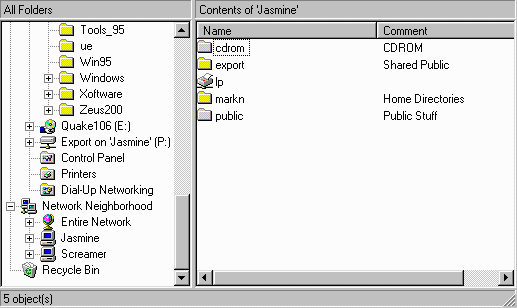 All Folders
Contents of 'Jasmine'
Tools_95
ue
Win95
Windows
Xoftware
Zeus200
Quake106 (E:)
Export on 'Jasmine' (P:)
Control Panel
Printers
Dial-Up Networking
Network Neighborhood
Entire Network
Jasmine
Screamer
Recycle Bin
Name Comment
cdrom CDROM
export Shared Public
lp
markn Home Directories
public Public Stuff
5 object(s)